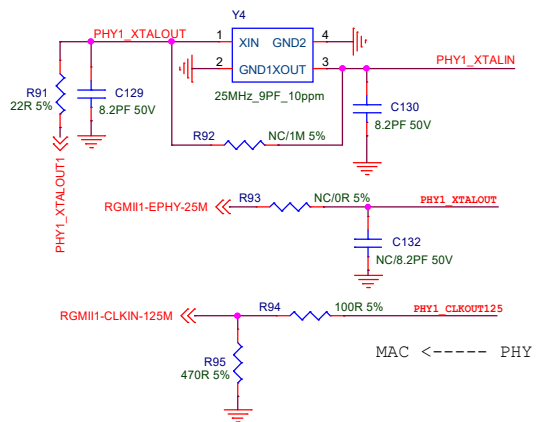 Y4
PHY1_XTALOUT
1
XIN
GND2
4
2
GND1
XOUT
3
PHY1_XTALIN
25MHz_9PF_10ppm
R91
22R 5%
C129
8.2PF 50V
C130
8.2PF 50V
R92
NC/1M 5%
PHY1_XTALOUT1
RGMII1-EPHY-25M
R93
NC/0R 5%
PHY1_XTALOUT
C132
NC/8.2PF 50V
RGMII1-CLKIN-125M
R94
100R 5%
PHY1_CLKOUT125
MAC <----- PHY
R95
470R 5%